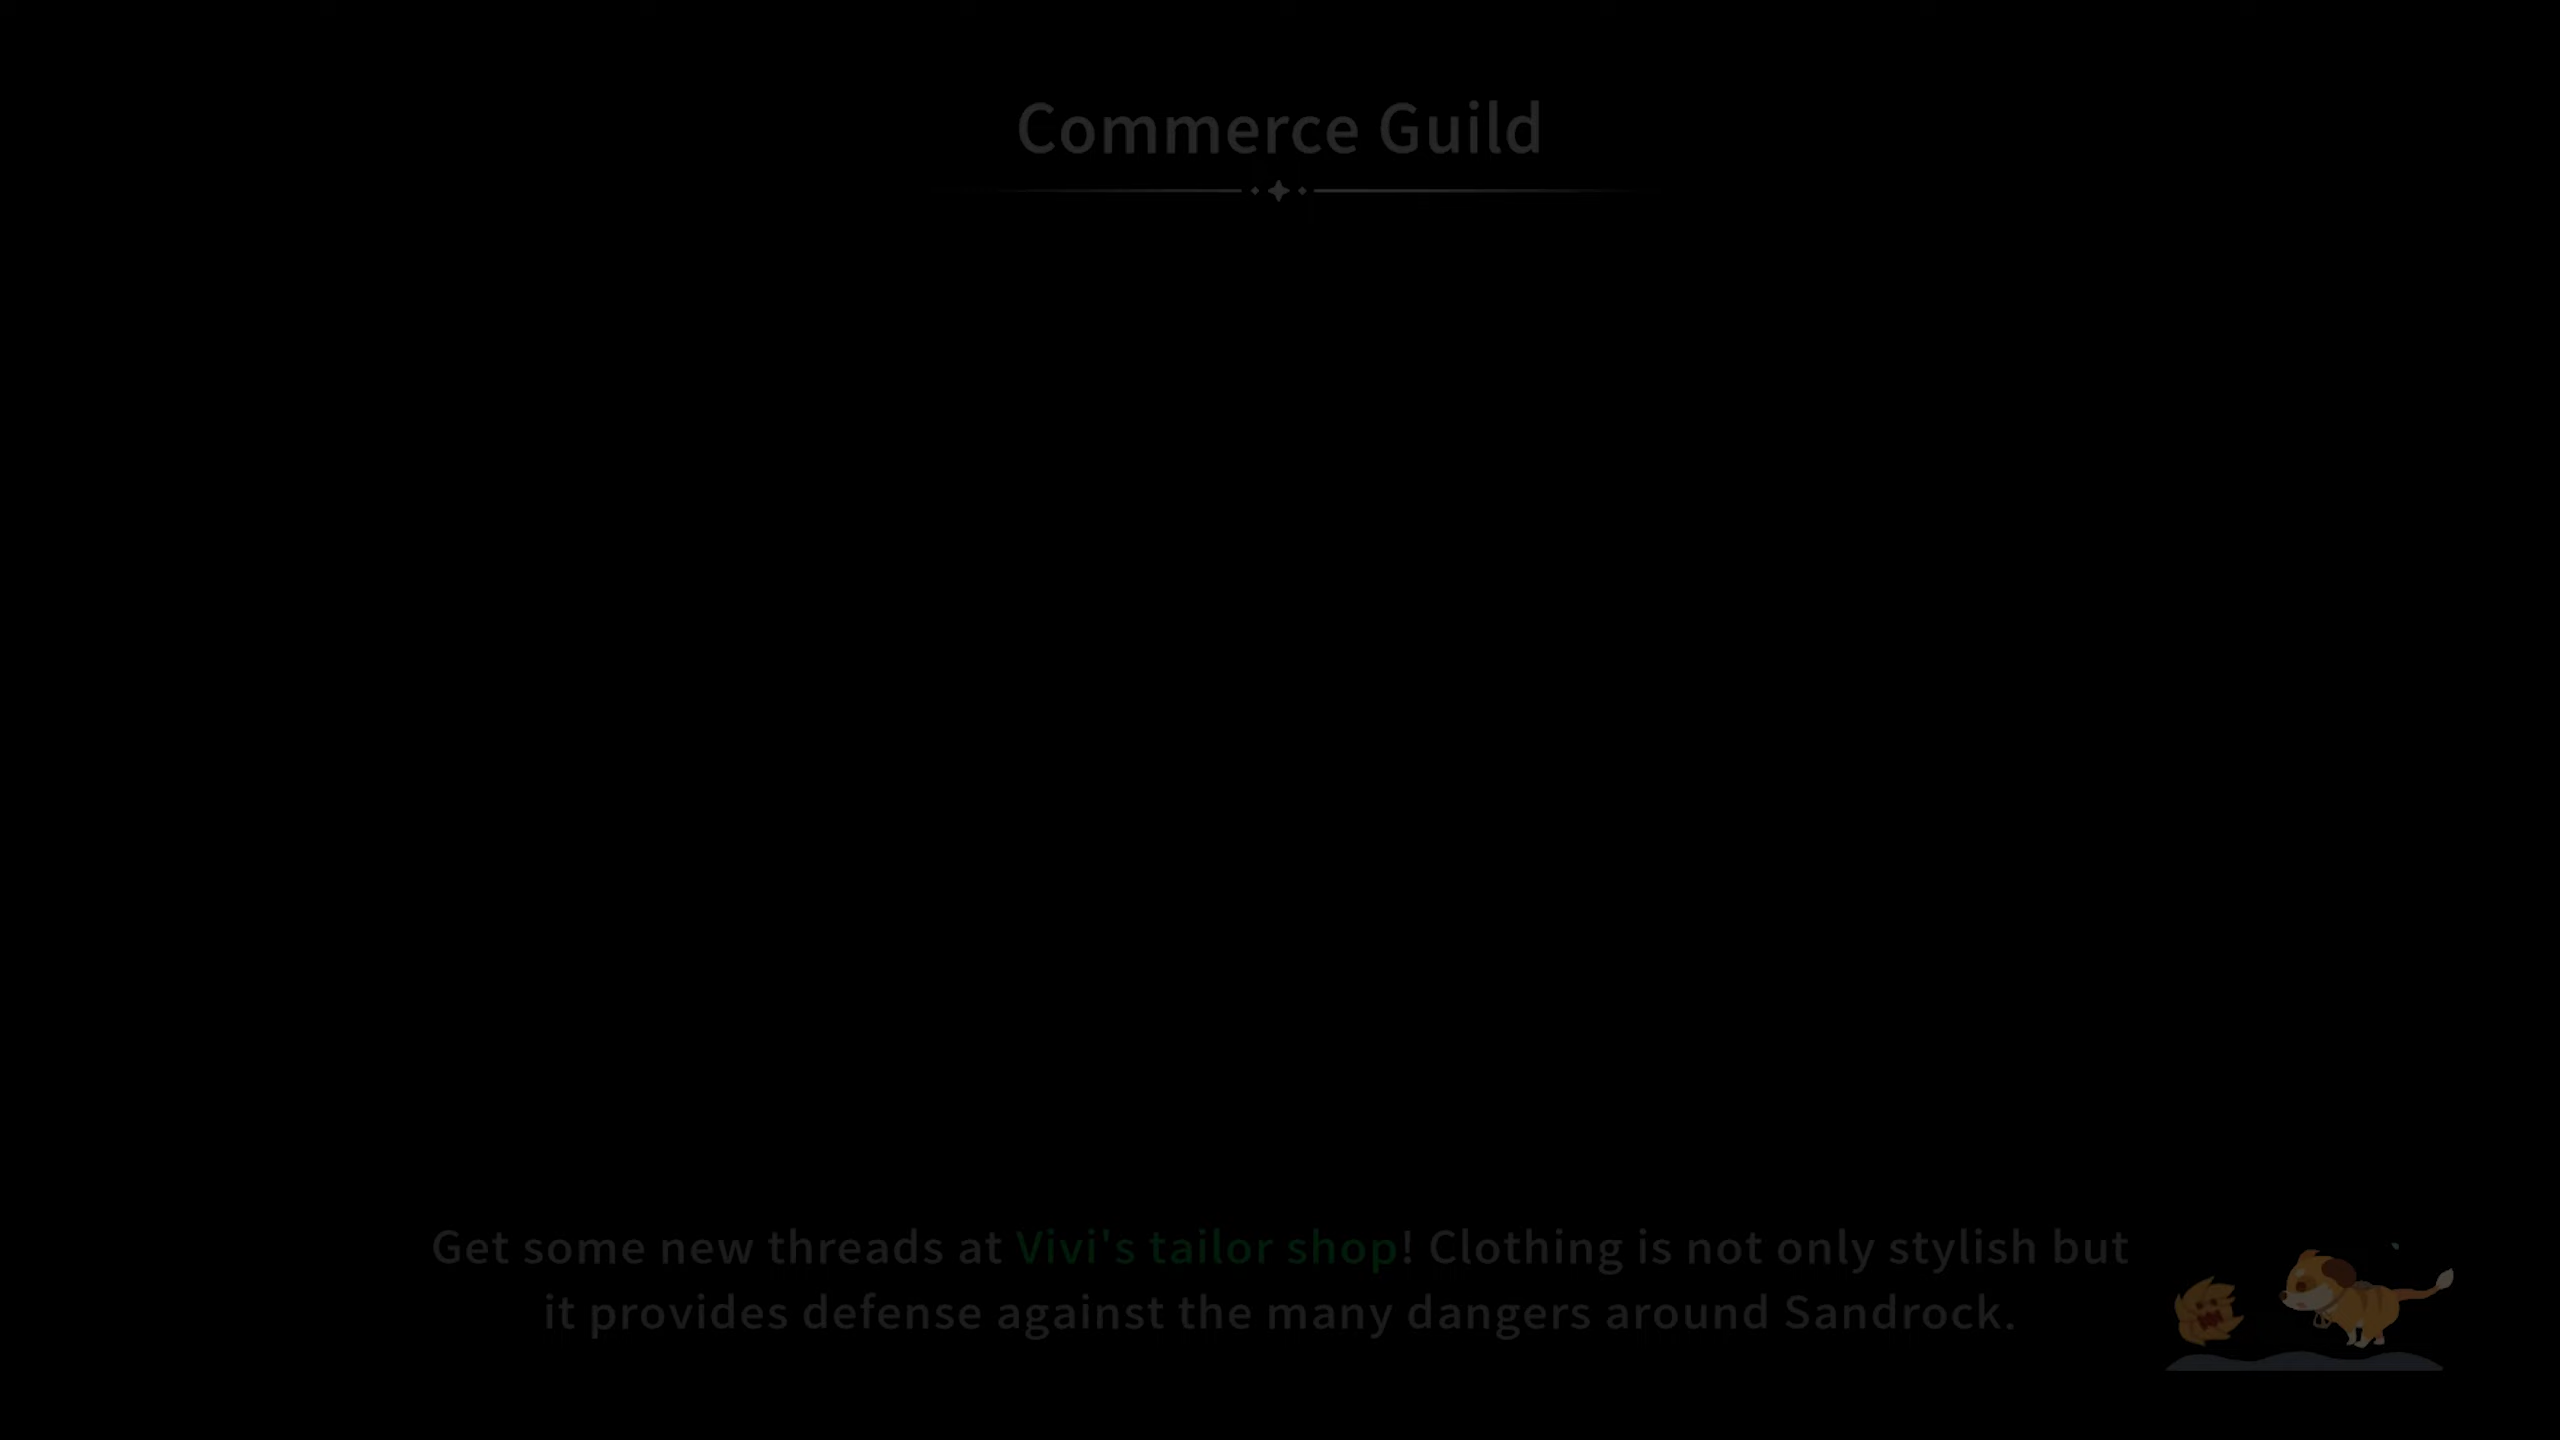 Commerce Guild
Get some new threads at Vivi's tailor shop! Clothing is not only stylish but
it provides defense against the many dangers around Sandrock.